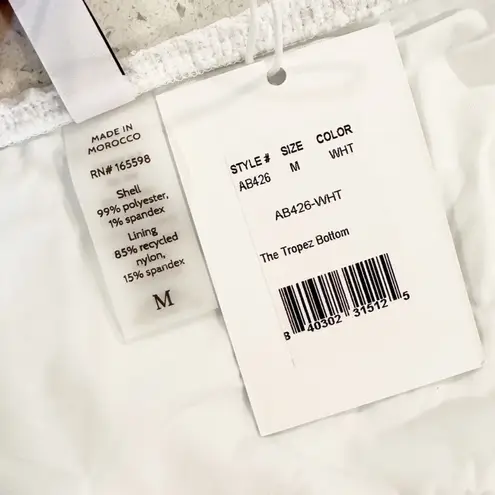 MADE IN
MOROCCO
RN# 165598
Shell
99% polyester,
1% spandex
Lining
85% recycled
nylon,
15% spandex
M
STYLE # SIZE COLOR
AB426 M WHT
AB426-WHT
The Tropez Bottom
8 40302 31512 5